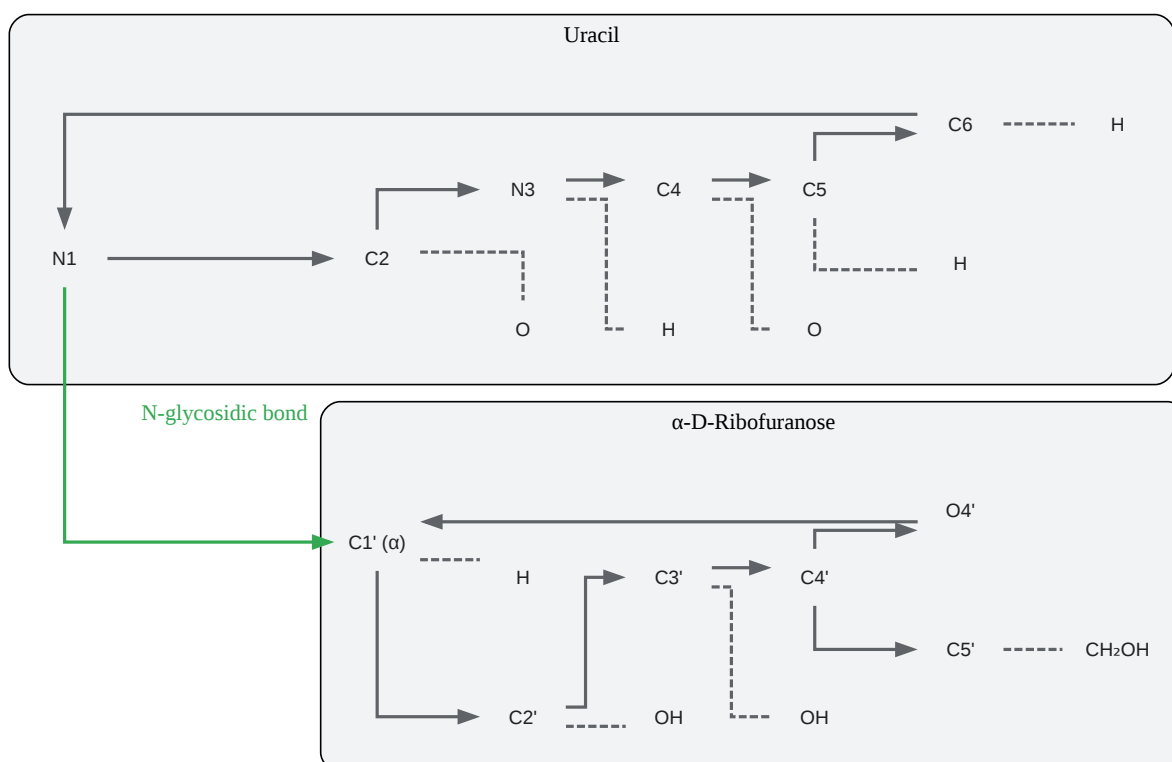 Uracil
C6
H
N3
C4
C5
N1
C2
H
O
H
O
N-glycosidic bond
α-D-Ribofuranose
O4'
C1' (α)
H
C3'
C4'
C5'
CH₂OH
C2'
OH
OH